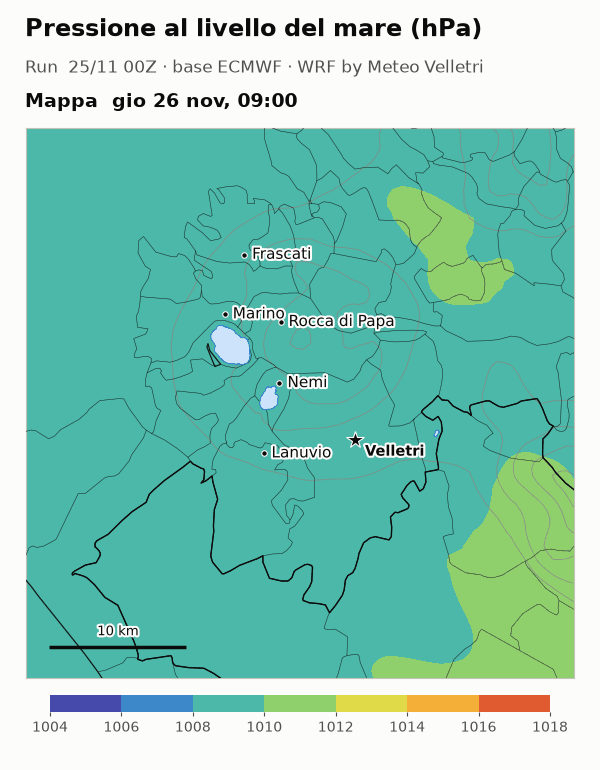 Pressione al livello del mare (hPa)
Run  25/11 00Z · base ECMWF · WRF by Meteo Velletri
Mappa  gio 26 nov, 09:00
Frascati
Marino
Rocca di Papa
Nemi
Velletri
Lanuvio
10 km
1004 1006 1008 1010 1012 1014 1016 1018